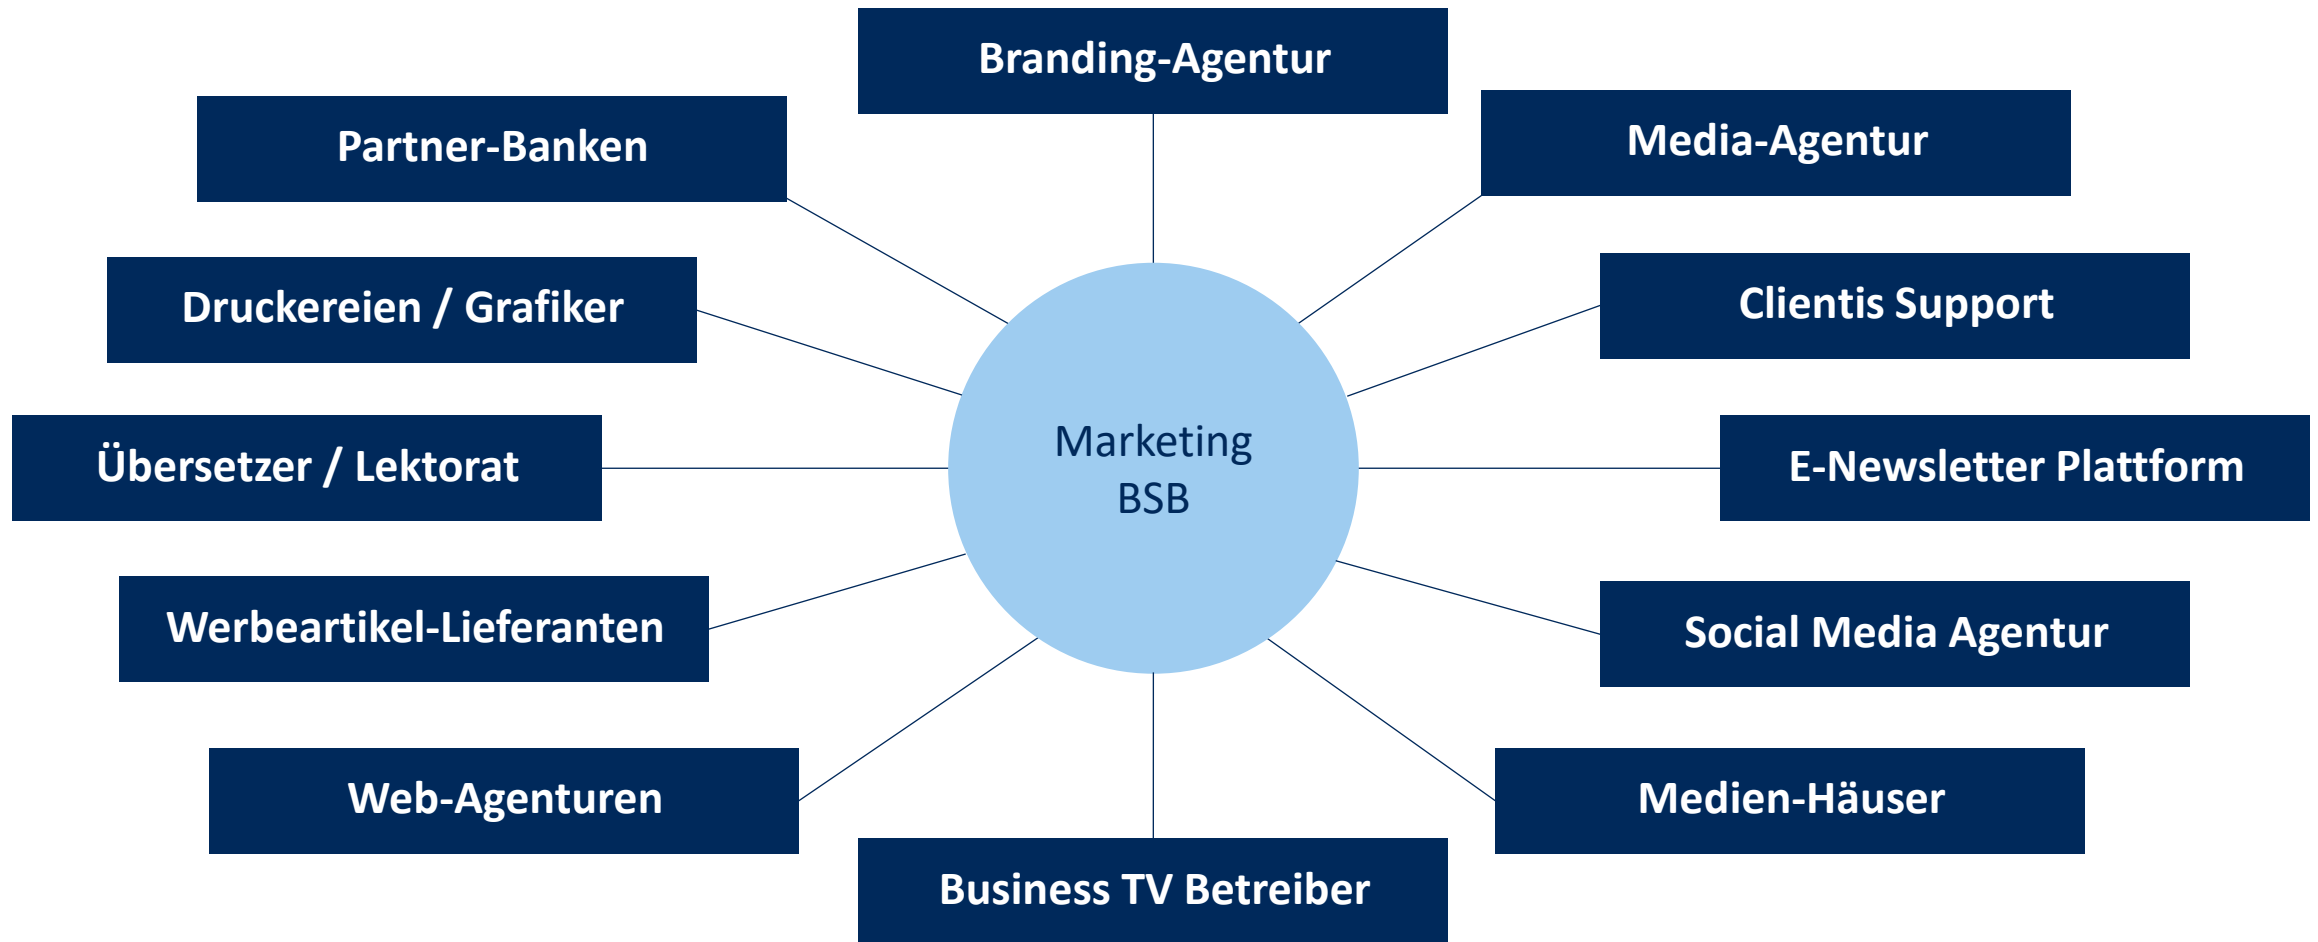 Branding-Agentur
Partner-Banken
Media-Agentur
Druckereien / Grafiker
Clientis Support
Übersetzer / Lektorat
Marketing
BSB
E-Newsletter Plattform
Werbeartikel-Lieferanten
Social Media Agentur
Web-Agenturen
Medien-Häuser
Business TV Betreiber